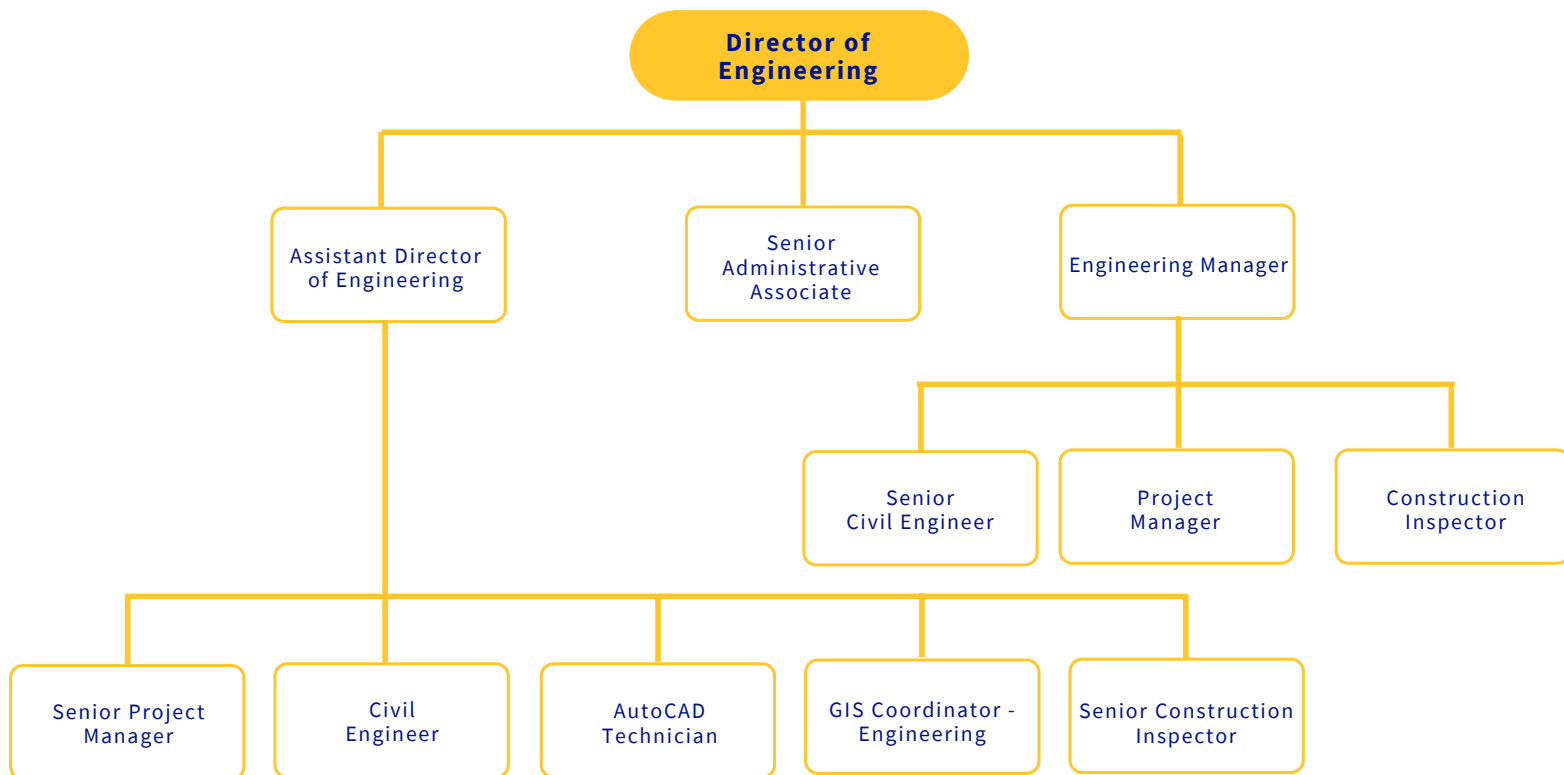 Director of
Engineering
Assistant Director
of Engineering
Senior
Administrative
Associate
Engineering Manager
Senior
Civil Engineer
Project
Manager
Construction
Inspector
Senior Project
Manager
Civil
Engineer
AutoCAD
Technician
GIS Coordinator -
Engineering
Senior Construction
Inspector